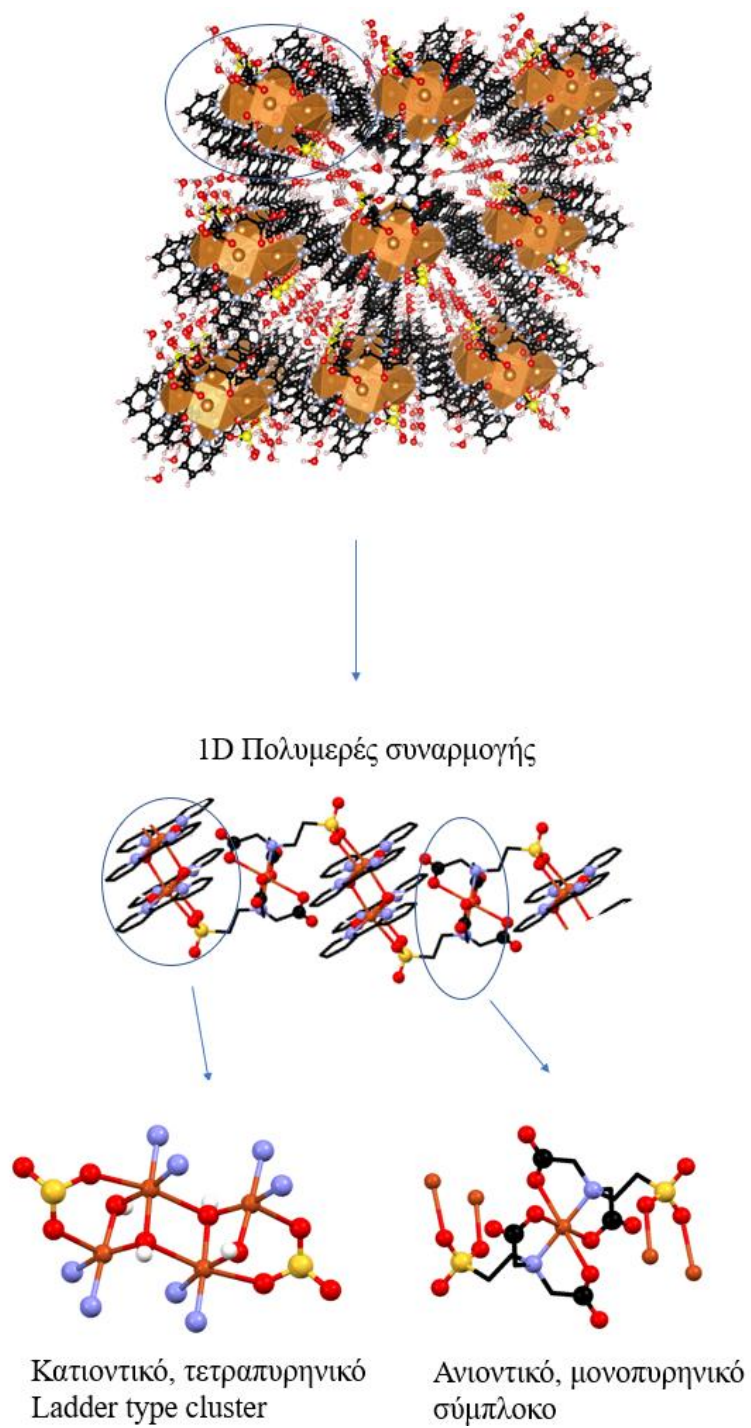 1D Πολυμερές συναρμογής
Κατιοντικό, τετραπυρηνικό
Ladder type cluster
Ανιοντικό, μονοπυρηνικό
σύμπλοκο